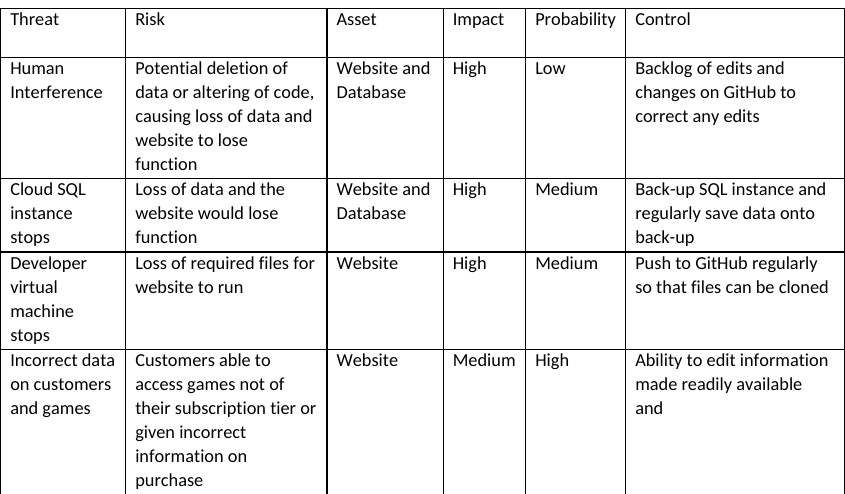 Threat Risk Asset Impact Probability Control
Human Interference
Potential deletion of
data or altering of code,
causing loss of data and
website to lose
function
Website and
Database
High
Low
Backlog of edits and
changes on GitHub to
correct any edits
Cloud SQL
instance
stops
Loss of data and the
website would lose
function
Website and
Database
High
Medium
Back-up SQL instance and
regularly save data onto
back-up
Developer
virtual
machine
stops
Loss of required files for
website to run
Website
High
Medium
Push to GitHub regularly
so that files can be cloned
Incorrect data
on customers
and games
Customers able to
access games not of
their subscription tier or
given incorrect
information on
purchase
Website
Medium
High
Ability to edit information
made readily available
and